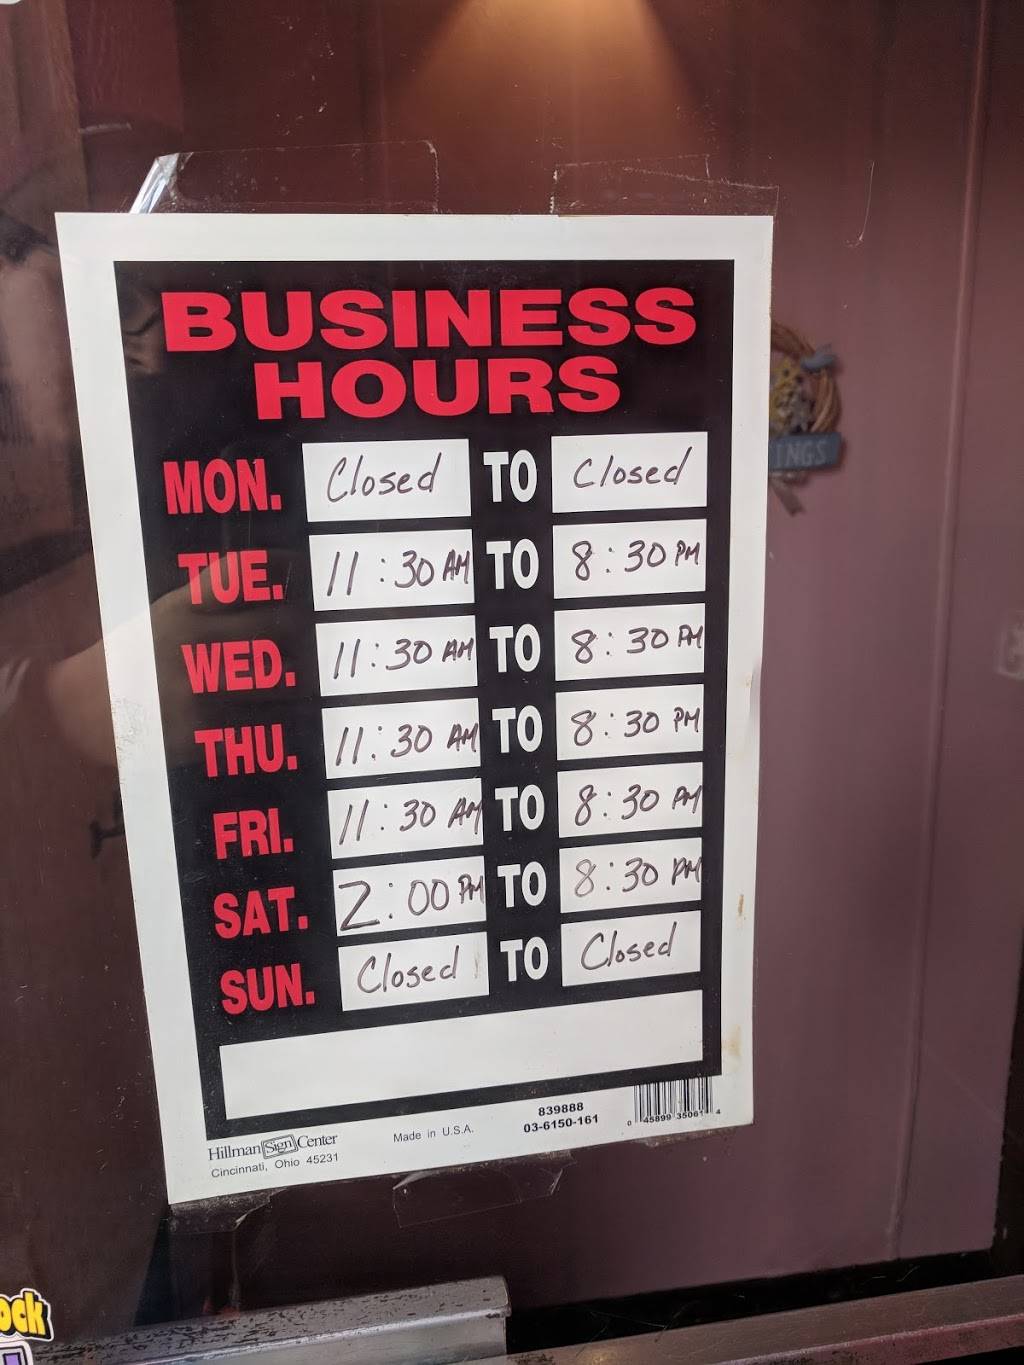 BUSINESS
HOURS
MON. Closed TO Closed
TUE. 11:30 AM TO 8:30 PM
WED. 11:30 AM TO 8:30 PM
THU. 11:30 AM TO 8:30 PM
FRI. 11:30 AM TO 8:30 PM
SAT. 2:00 PM TO 8:30 PM
SUN. Closed TO Closed
Hillman Sign Center
Cincinnati, Ohio 45231
Made in U.S.A.
839888
03-6150-161
INGS
ock